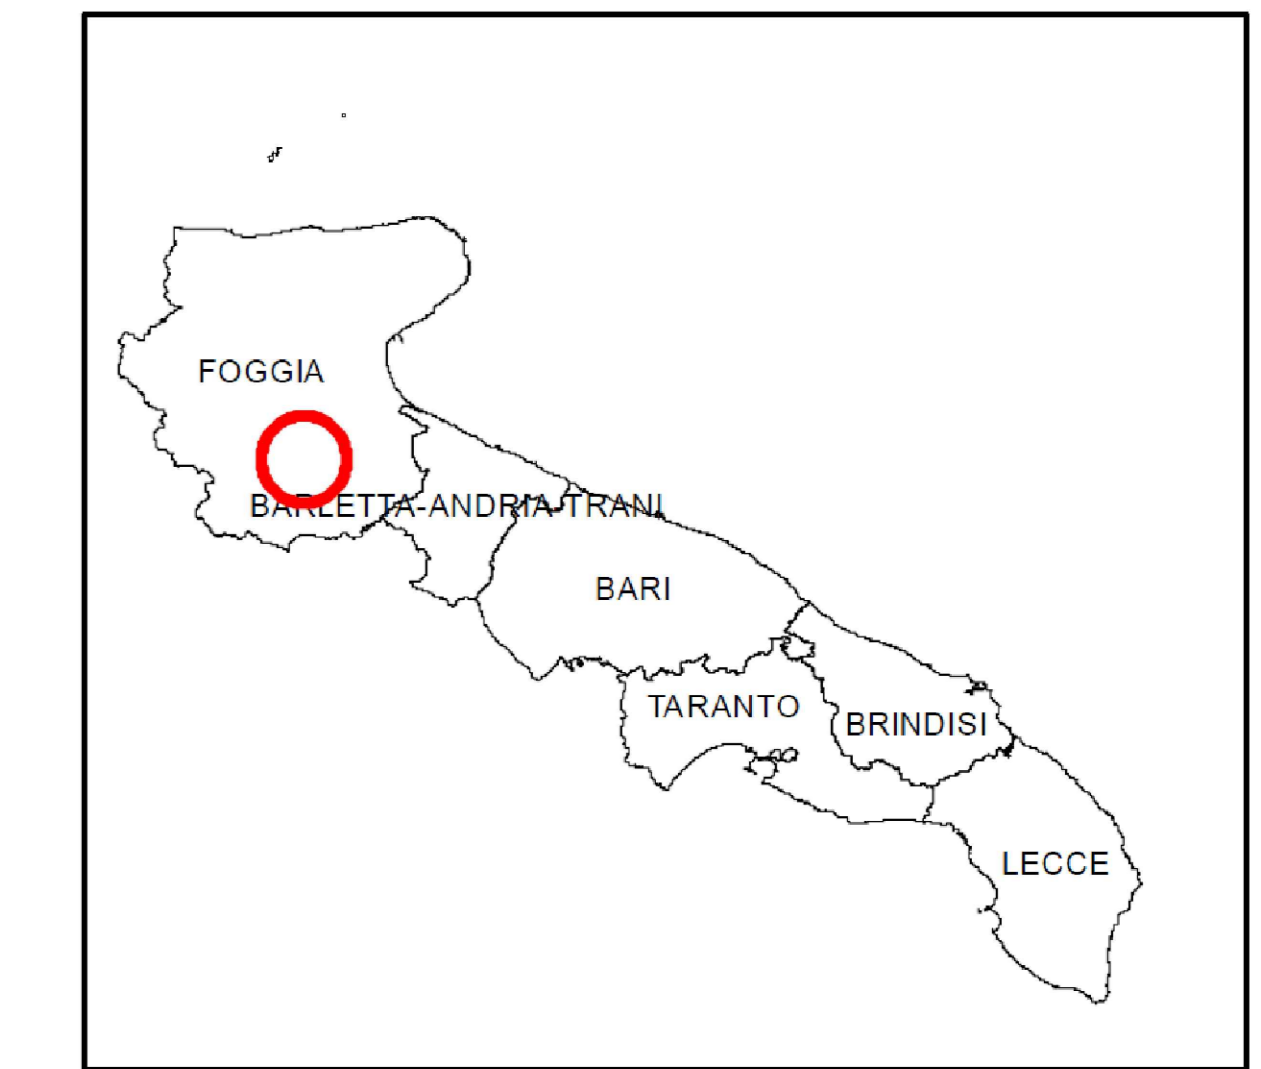 FOGGIA
BARLETTA-ANDRIA-TRANI
BARI
TARANTO
BRINDISI
LECCE